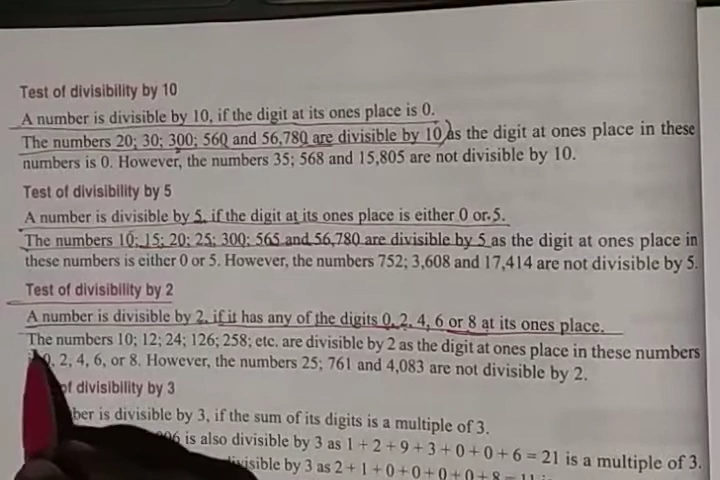 Test of divisibility by 10
A number is divisible by 10, if the digit at its ones place is 0.
The numbers 20; 30; 300; 560 and 56,780 are divisible by 10 as the digit at ones place in these
numbers is 0. However, the numbers 35; 568 and 15,805 are not divisible by 10.
Test of divisibility by 5
A number is divisible by 5, if the digit at its ones place is either 0 or 5.
The numbers 10; 15; 20; 25; 300; 565 and 56,780 are divisible by 5 as the digit at ones place in
these numbers is either 0 or 5. However, the numbers 752; 3,608 and 17,414 are not divisible by 5.
Test of divisibility by 2
A number is divisible by 2, if it has any of the digits 0, 2, 4, 6 or 8 at its ones place.
The numbers 10; 12; 24; 126; 258; etc. are divisible by 2 as the digit at ones place in these numbers
0, 2, 4, 6, or 8. However, the numbers 25; 761 and 4,083 are not divisible by 2.
of divisibility by 3
is divisible by 3, if the sum of its digits is a multiple of 3.
is also divisible by 3 as 1 + 2 + 9 + 3 + 0 + 0 + 6 = 21 is a multiple of 3.
by 3 as 2 + 1 + 0 + 0 + 0 + 0 + 8 = 11